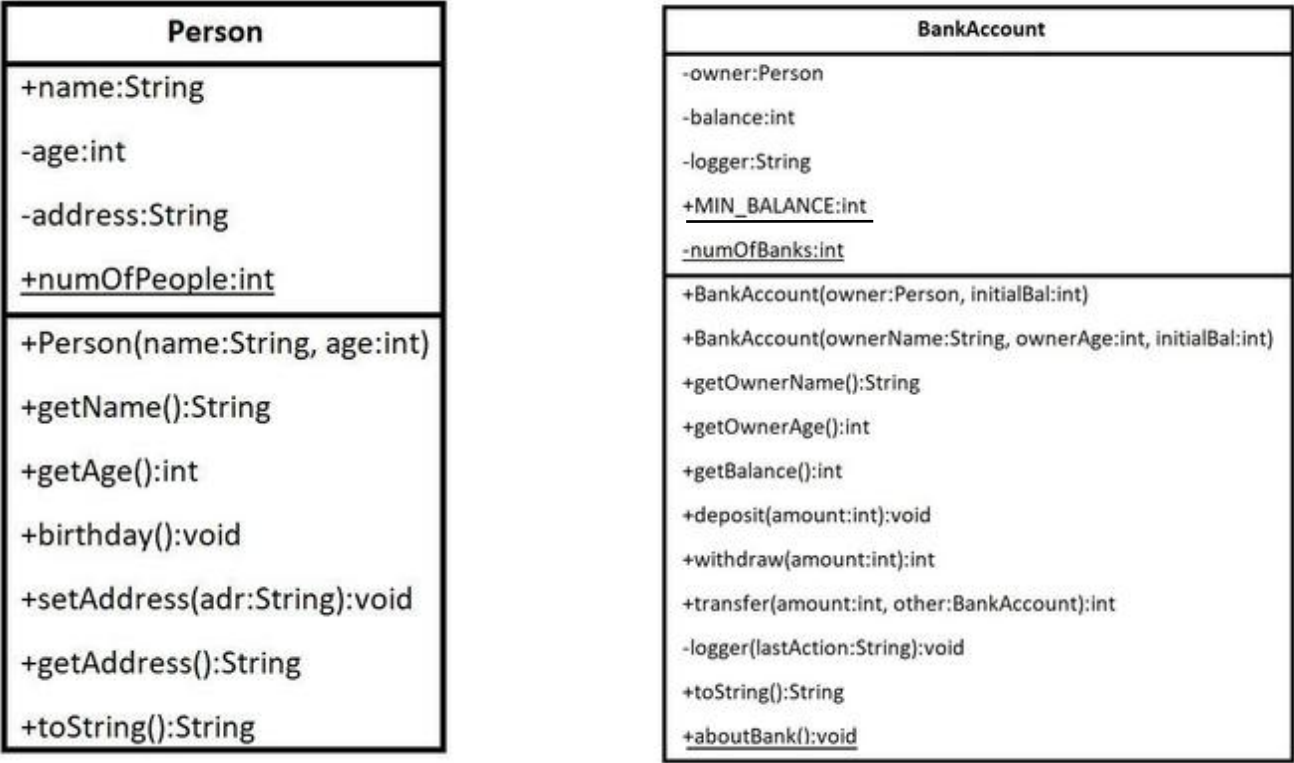 Person
+name:String
-age:int
-address:String
+numOfPeople:int
+Person(name:String, age:int)
+getName():String
+getAge():int
+birthday():void
+setAddress(adr:String):void
+getAddress():String
+toString():String
BankAccount
-owner:Person
-balance:int
-logger:String
+MIN_BALANCE:int
-numOfBanks:int
+BankAccount(owner:Person, initialBal:int)
+BankAccount(ownerName:String, ownerAge:int, initialBal:int)
+getOwnerName():String
+getOwnerAge():int
+getBalance():int
+deposit(amount:int):void
+withdraw(amount:int):int
+transfer(amount:int, other:BankAccount):int
-logger(lastAction:String):void
+toString():String
+aboutBank():void